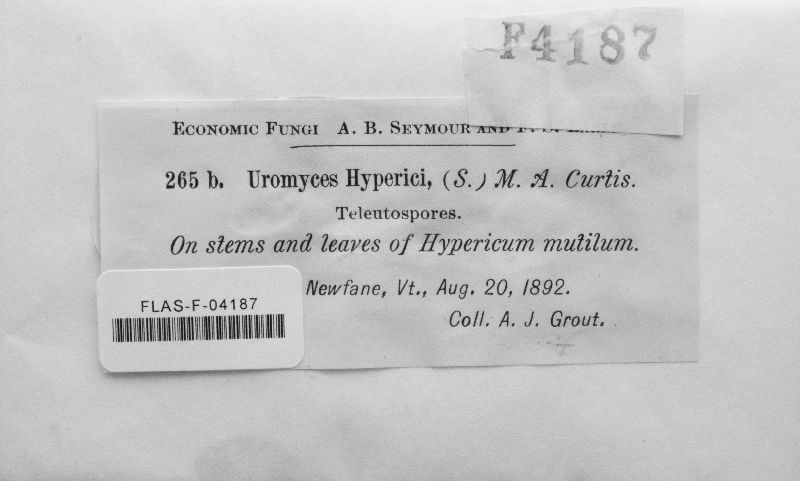 F4187
Economic Fungi A. B. Seymour and
265 b. Uromyces Hyperici, (S.) M. A. Curtis.
Teleutospores.
On stems and leaves of Hypericum mutilum.
Newfane, Vt., Aug. 20, 1892.
Coll. A. J. Grout.
FLAS-F-04187